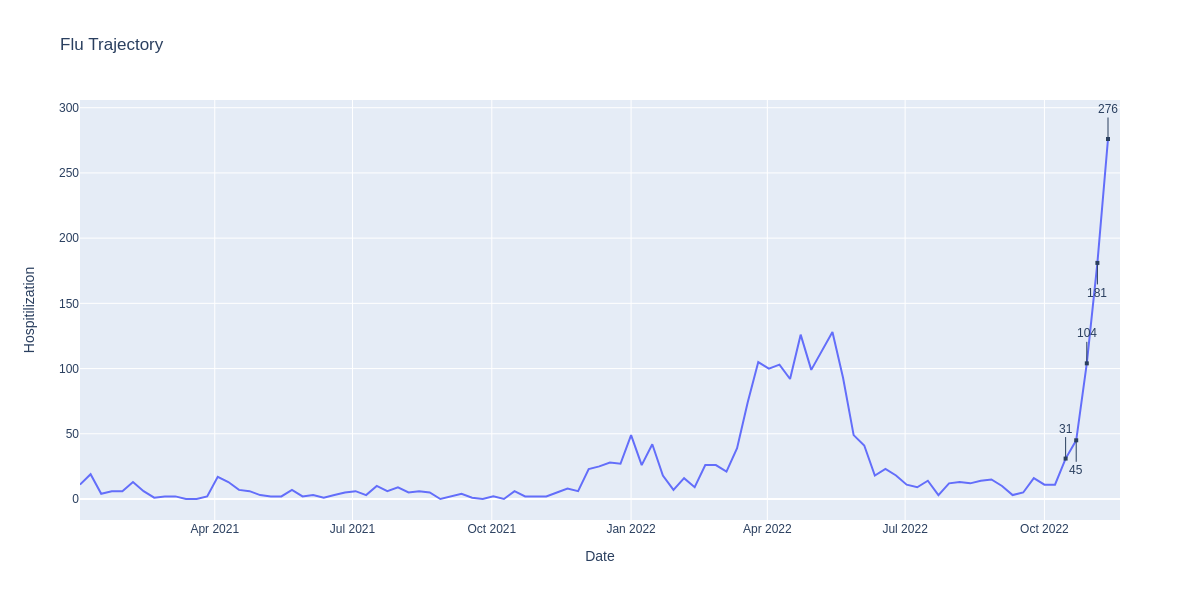 Flu Trajectory
300
250
200
150
100
50
0
Hospitilization
276
181
104
31
45
Apr 2021
Jul 2021
Oct 2021
Jan 2022
Apr 2022
Jul 2022
Oct 2022
Date